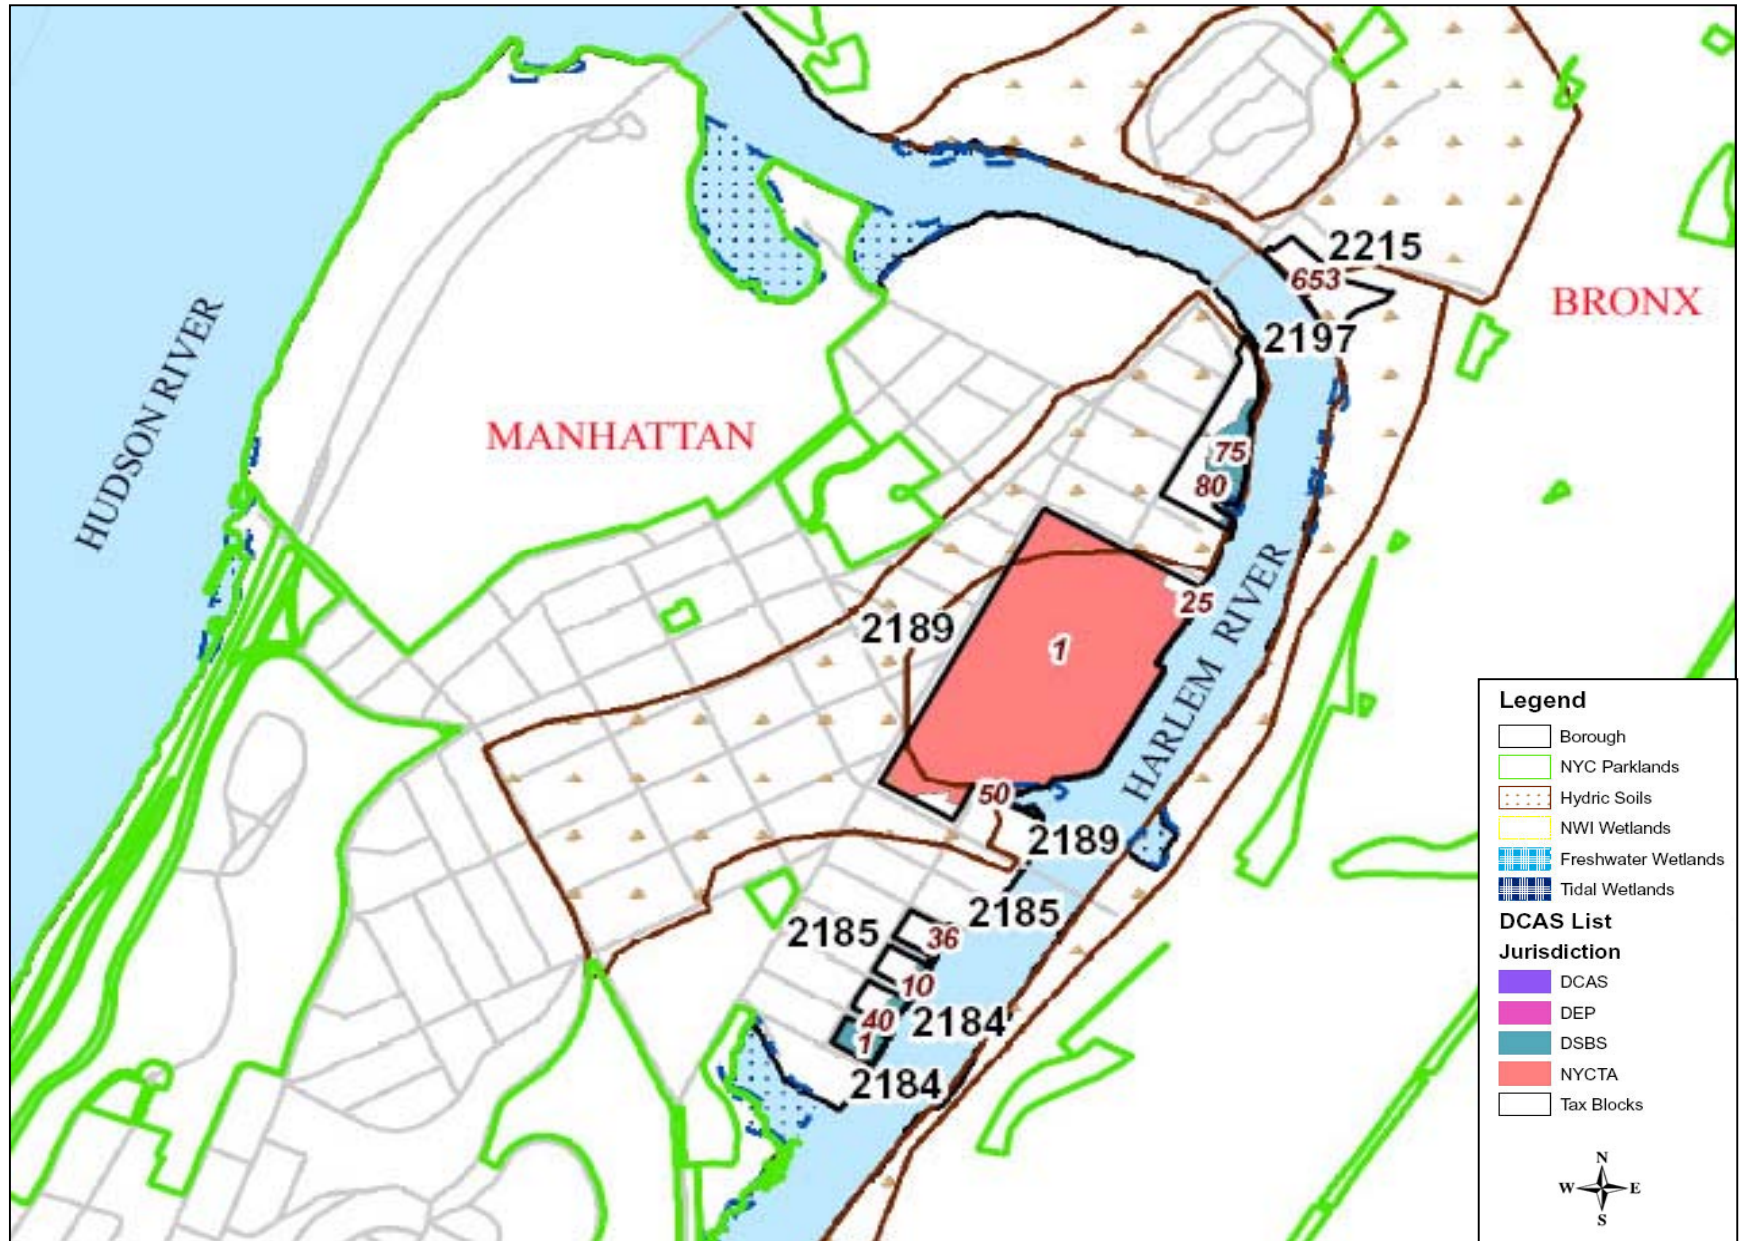 2215
653
BRONX
2197
HUDSON RIVER
MANHATTAN
75
80
HARLEM RIVER
25
2189
1
50
2189
2185
2185
36
10
40
2184
1
2184
Legend
Borough
NYC Parklands
Hydric Soils
NWI Wetlands
Freshwater Wetlands
Tidal Wetlands
DCAS List
Jurisdiction
DCAS
DEP
DSBS
NYCTA
Tax Blocks
N
W E
S